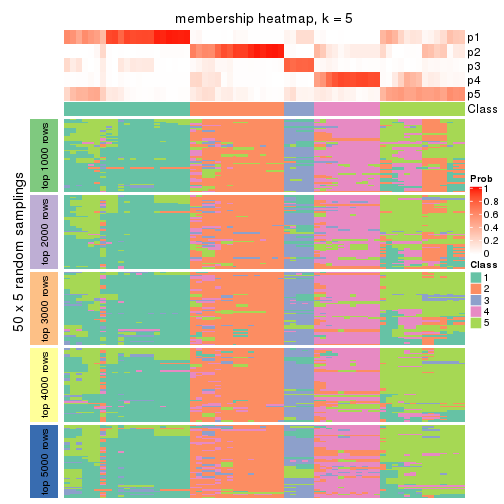 membership heatmap, k = 5
p1
p2
p3
p4
p5
Class
50 x 5 random samplings
top 1000 rows
top 2000 rows
top 3000 rows
top 4000 rows
top 5000 rows
Prob
1
0.8
0.6
0.4
0.2
0
Class
1
2
3
4
5